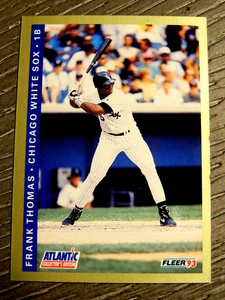 FRANK THOMAS • CHICAGO WHITE SOX • 1B
ATLANTIC
COLLECTOR'S EDITION
FLEER 93